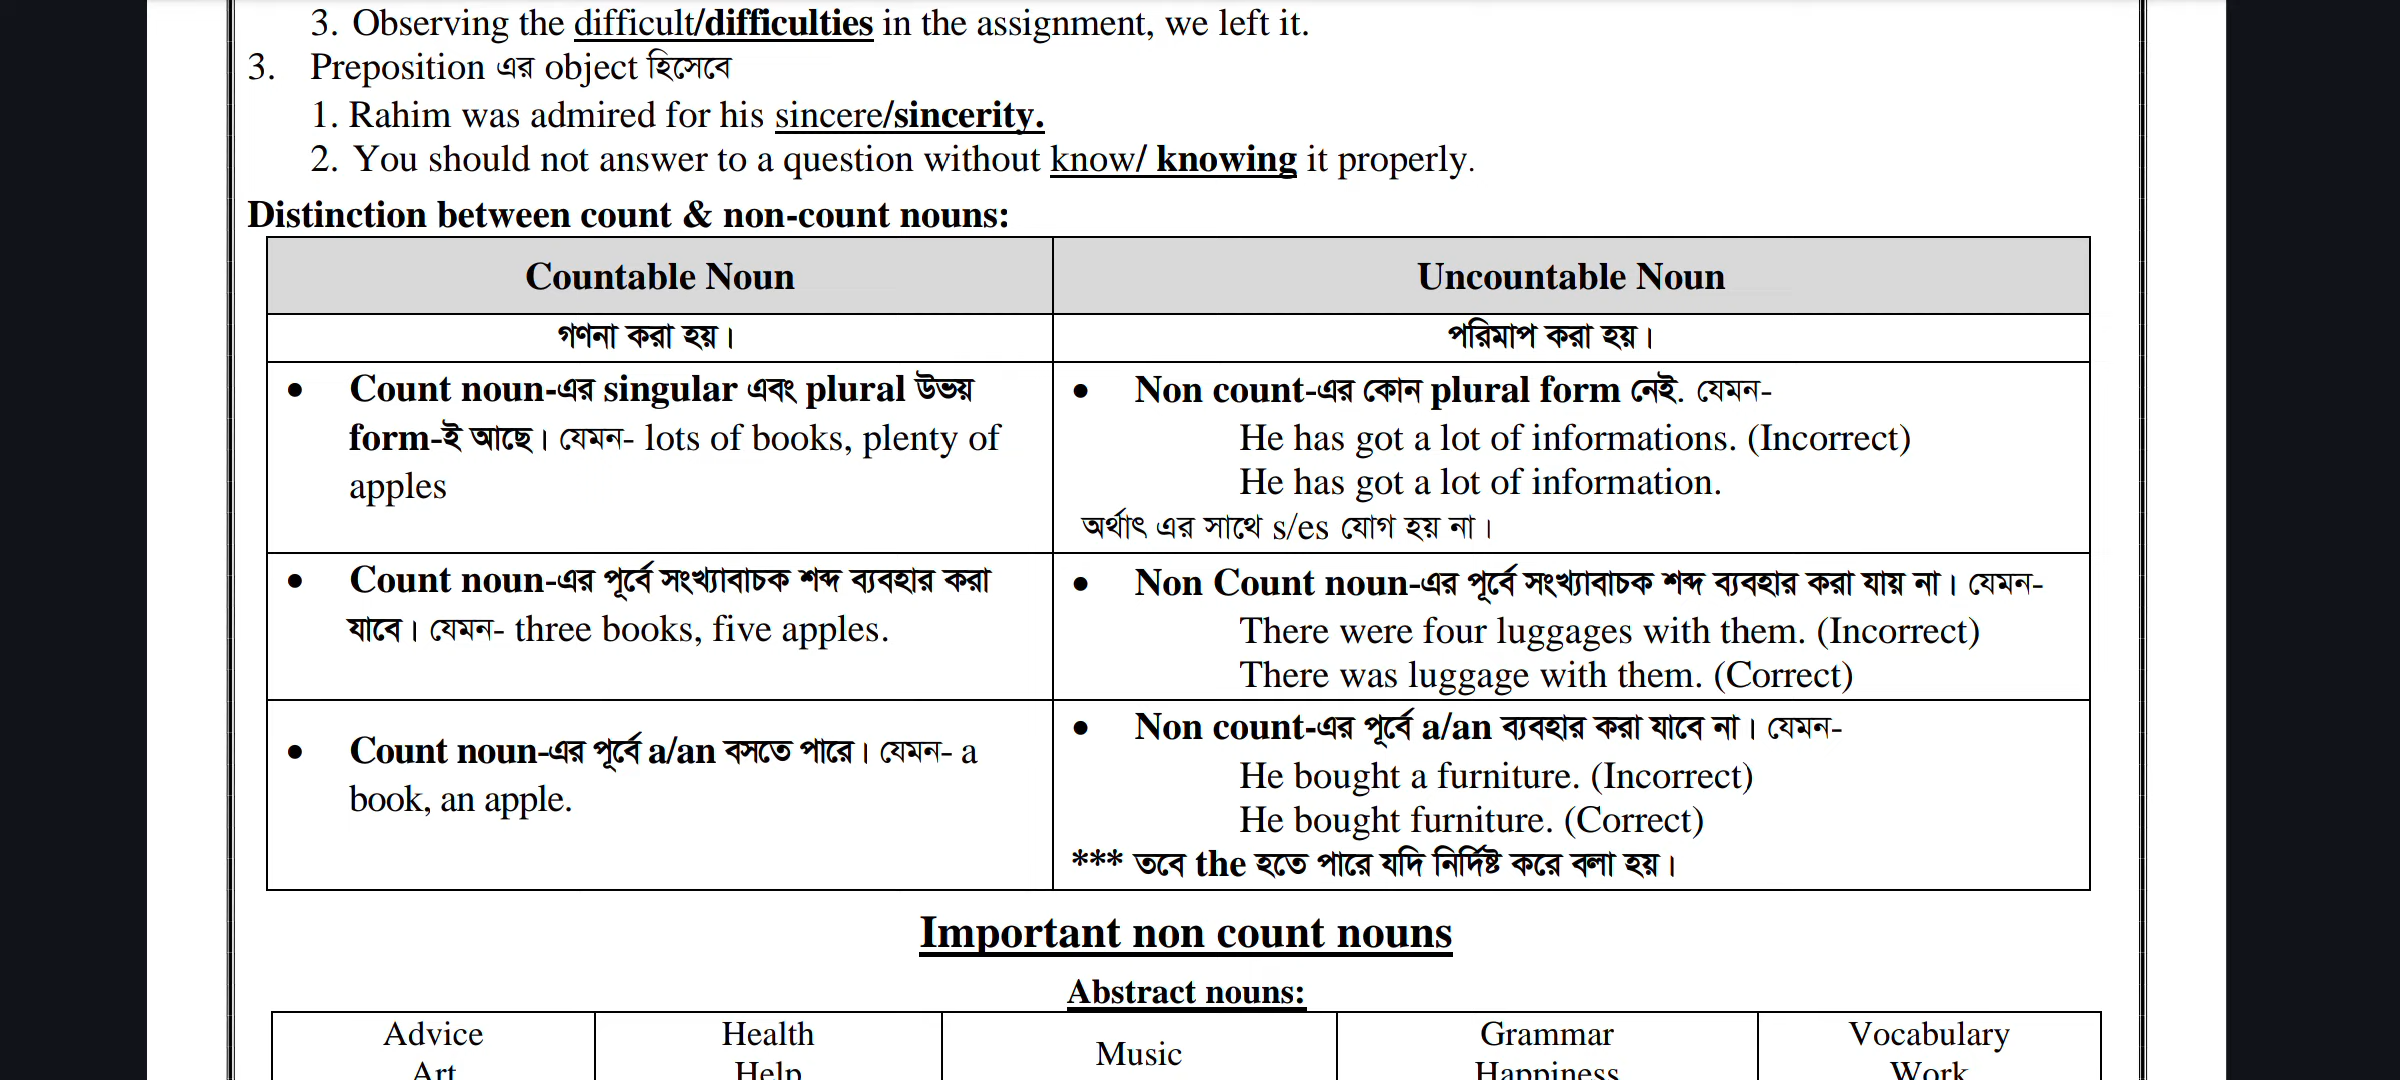 3. Observing the difficult/difficulties in the assignment, we left it.
3. Preposition এর object হিসেবে
1. Rahim was admired for his sincere/sincerity.
2. You should not answer to a question without know/ knowing it properly.
Distinction between count & non-count nouns:
Countable Noun
Uncountable Noun
গণনা করা হয়।
পরিমাপ করা হয়।
• Count noun-এর singular এবং plural উভয়
form-ই আছে। যেমন- lots of books, plenty of
apples
• Non count-এর কোন plural form নেই. যেমন-
He has got a lot of informations. (Incorrect)
He has got a lot of information.
অর্থাৎ এর সাথে s/es যোগ হয় না।
• Count noun-এর পূর্বে সংখ্যাবাচক শব্দ ব্যবহার করা
যাবে। যেমন- three books, five apples.
• Non Count noun-এর পূর্বে সংখ্যাবাচক শব্দ ব্যবহার করা যায় না। যেমন-
There were four luggages with them. (Incorrect)
There was luggage with them. (Correct)
• Count noun-এর পূর্বে a/an বসতে পারে। যেমন- a
book, an apple.
• Non count-এর পূর্বে a/an ব্যবহার করা যাবে না। যেমন-
He bought a furniture. (Incorrect)
He bought furniture. (Correct)
*** তবে the হতে পারে যদি নির্দিষ্ট করে বলা হয়।
Important non count nouns
Abstract nouns:
Advice
Art
Health
Help
Music
Grammar
Happiness
Vocabulary
Work